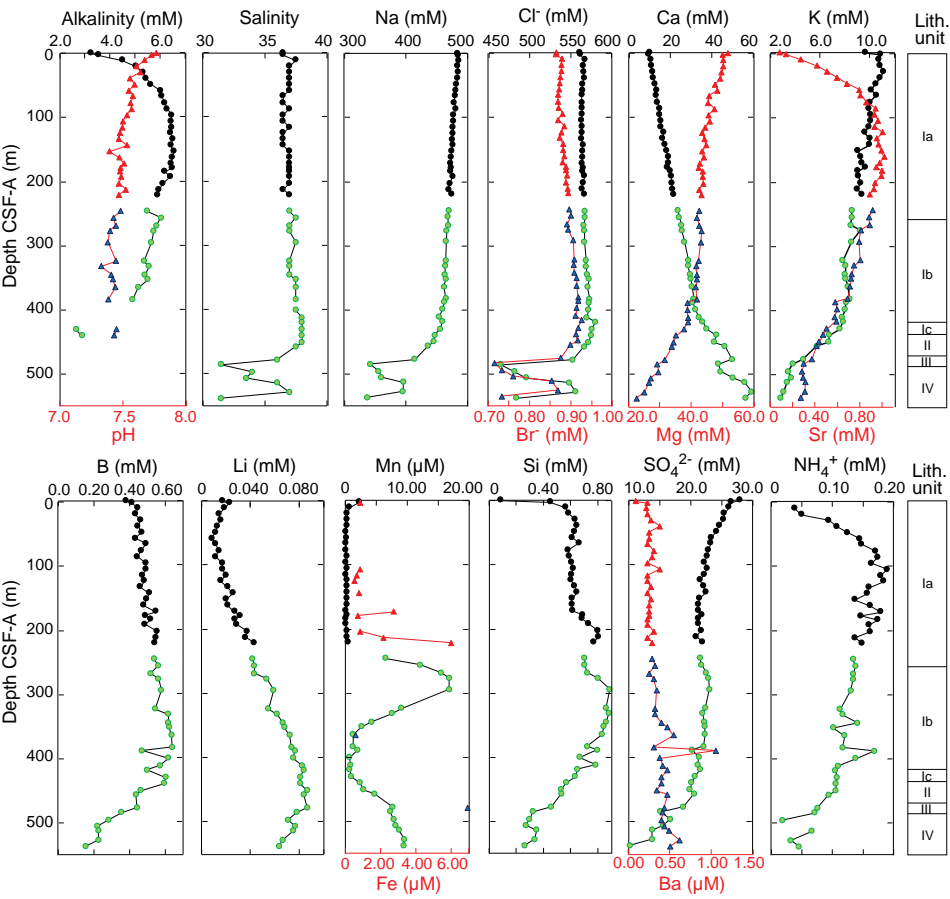 Alkalinity (mM) Salinity Na (mM) Cl⁻ (mM) Ca (mM) K (mM) Lith. unit
2.0 4.0 6.0 30 35 40 300 400 500 450 500 550 600 0 20 40 60 2.0 6.0 10.0
Depth CSF-A (m)
0
100
200
300
400
500
Ia
Ib
Ic
II
III
IV
7.0 7.5 8.0 0.70 0.80 0.90 1.00 20.0 40.0 60.0 0 0.40 0.80
pH Br⁻ (mM) Mg (mM) Sr (mM)
B (mM) Li (mM) Mn (µM) Si (mM) SO₄²⁻ (mM) NH₄⁺ (mM) Lith. unit
0.0 0.20 0.40 0.60 0 0.040 0.080 0 10.00 20.00 0 0.40 0.80 10.0 20.0 30.0 0 0.10 0.20
Depth CSF-A (m)
0
100
200
300
400
500
Ia
Ib
Ic
II
III
IV
0 2.00 4.00 6.00 0.00 0.50 1.00 1.50
Fe (µM) Ba (µM)